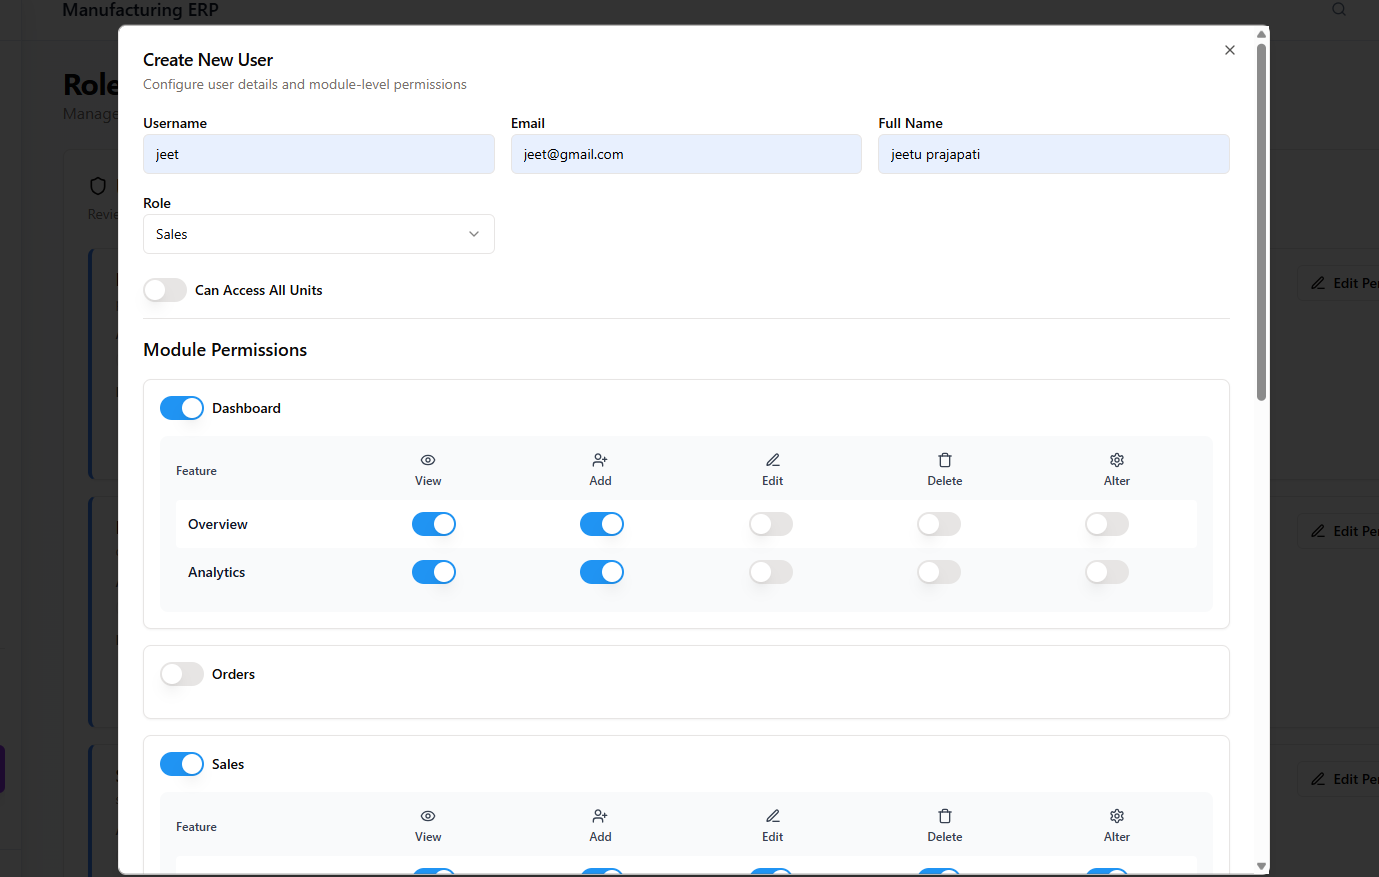 Manufacturing ERP
Role
Manage
Create New User
Configure user details and module-level permissions
Username Email Full Name
jeet jeet@gmail.com jeetu prajapati
Role
Sales
Can Access All Units
Module Permissions
Dashboard
Feature View Add Edit Delete Alter
Overview
Analytics
Orders
Sales
Feature View Add Edit Delete Alter
Revie
Edit Pe
Edit Pe
Edit Pe